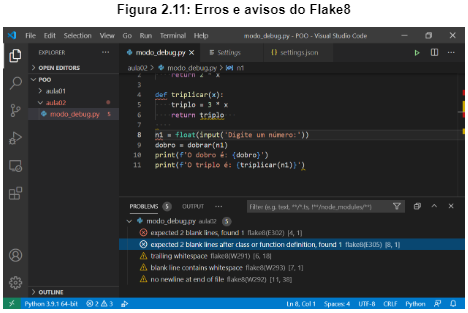 Figura 2.11: Erros e avisos do Flake8
File Edit Selection View Go Run Terminal Help modo_debug.py - POO - Visual Studio Code
EXPLORER
OPEN EDITORS
POO
aula01
aula02
modo_debug.py
OUTLINE
modo_debug.py Settings settings.json
aula02 > modo_debug.py > n1
2 return 2 * x
3
4 def triplicar(x):
5 triplo = 3 * x
6 return triplo
7
8 n1 = float(input('Digite um número:'))
9 dobro = dobrar(n1)
10 print(f'O dobro é: {dobro}')
11 print(f'O triplo é: {triplicar(n1)}')
PROBLEMS 5 OUTPUT ... Filter (e.g. text, **/*.ts, !**/node_modules/**)
modo_debug.py aula02 5
expected 2 blank lines, found 1 flake8(E302) [4, 1]
expected 2 blank lines after class or function definition, found 1 flake8(E305) [8, 1]
trailing whitespace flake8(W291) [6, 18]
blank line contains whitespace flake8(W293) [7, 1]
no newline at end of file flake8(W292) [11, 38]
Python 3.9.1 64-bit 2 3 Ln 8, Col 1 Spaces: 4 UTF-8 CRLF Python